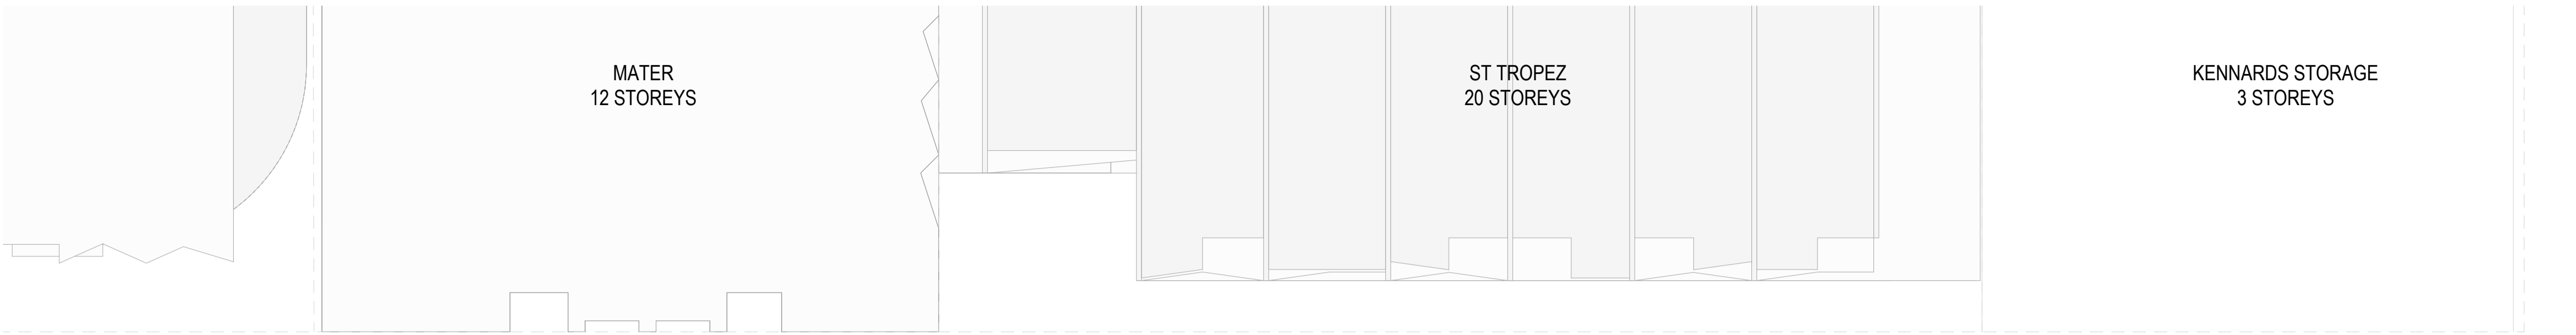 MATER
12 STOREYS
ST TROPEZ
20 STOREYS
KENNARDS STORAGE
3 STOREYS